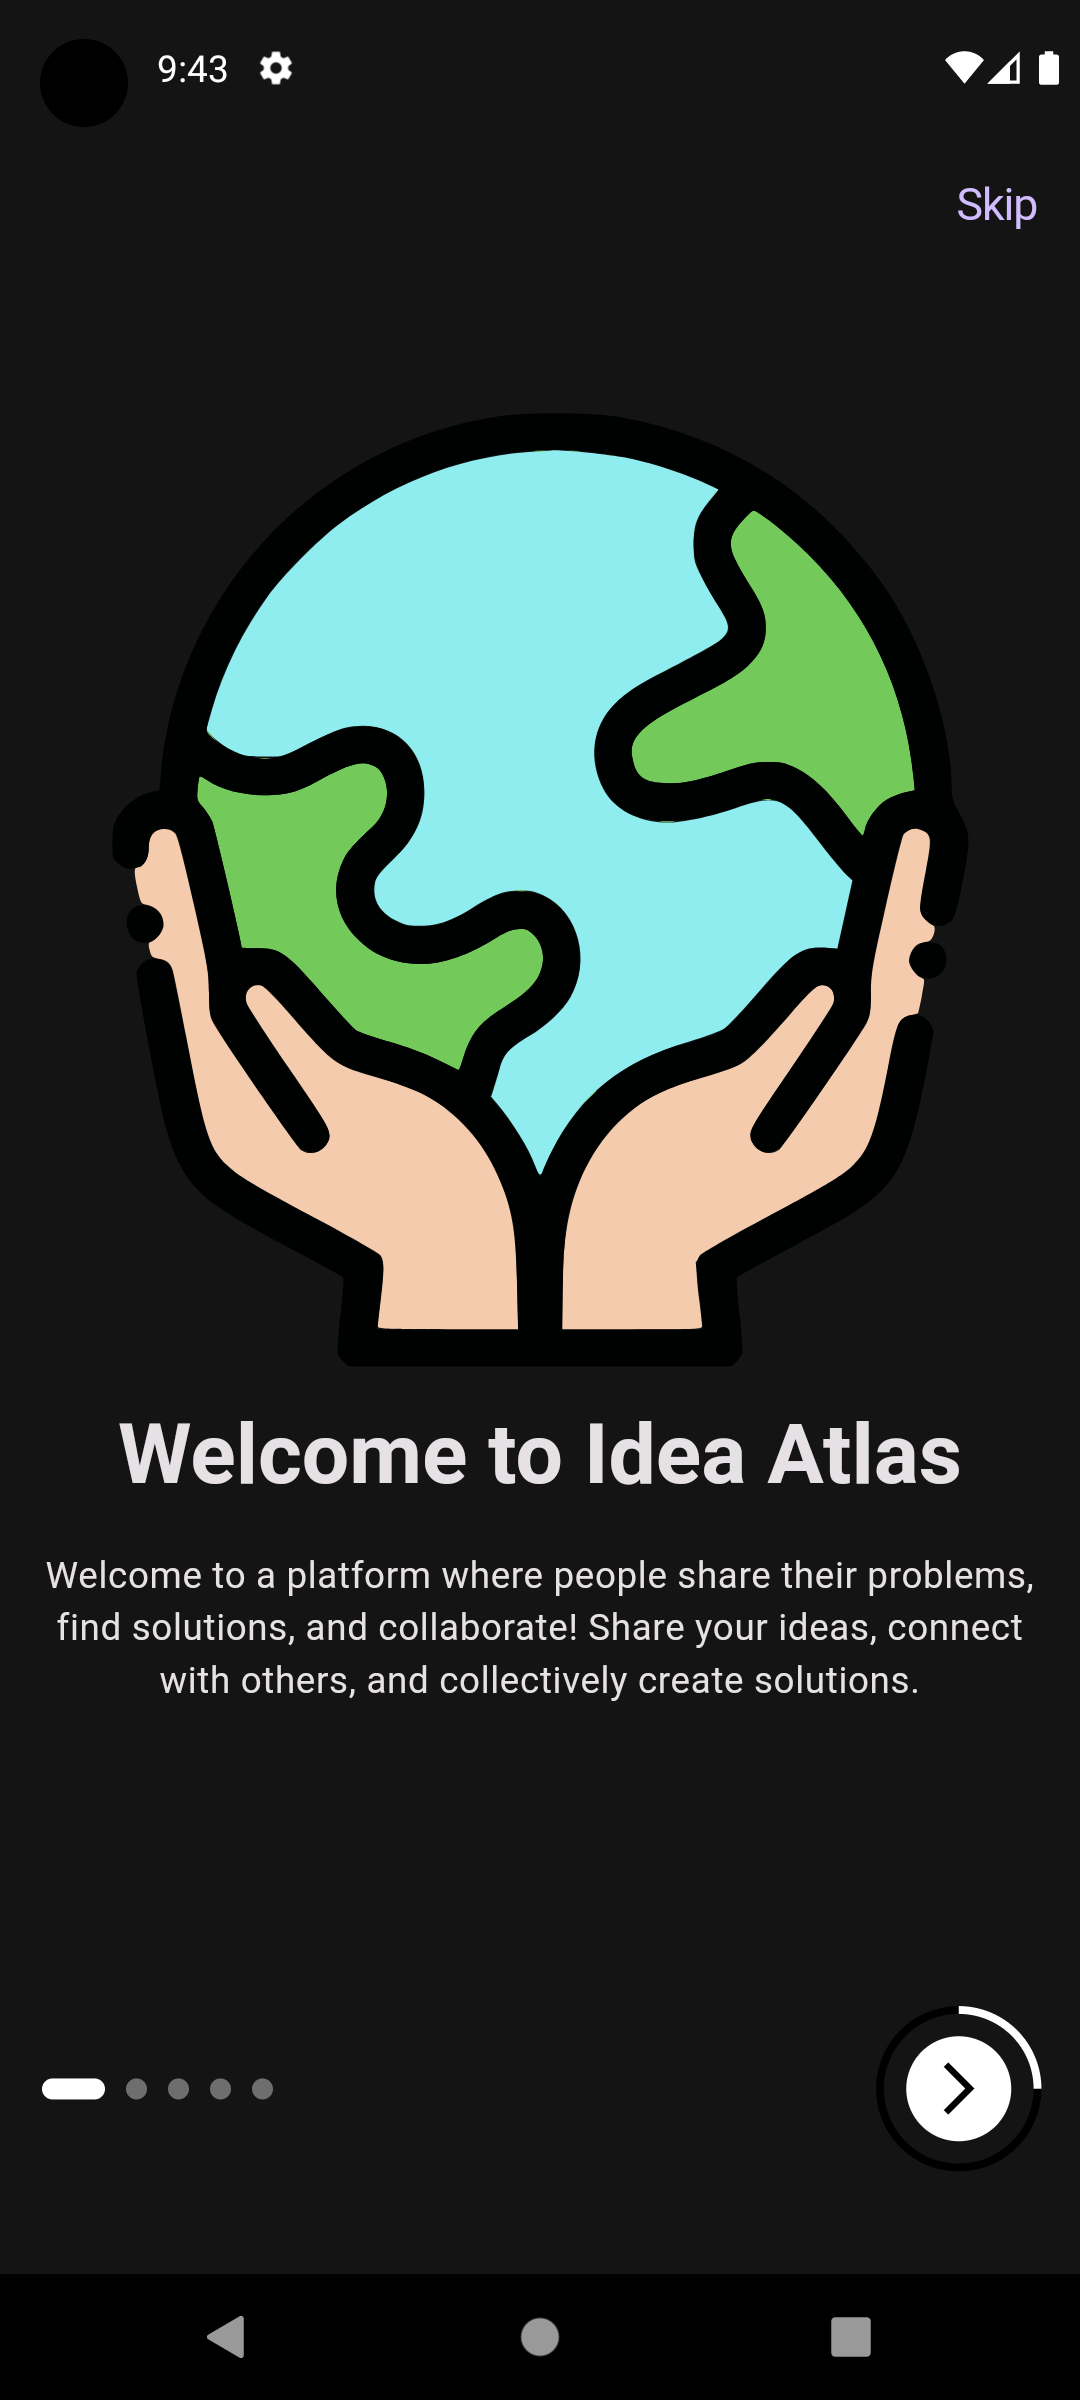 9:43
Skip
Welcome to Idea Atlas
Welcome to a platform where people share their problems,
find solutions, and collaborate! Share your ideas, connect
with others, and collectively create solutions.